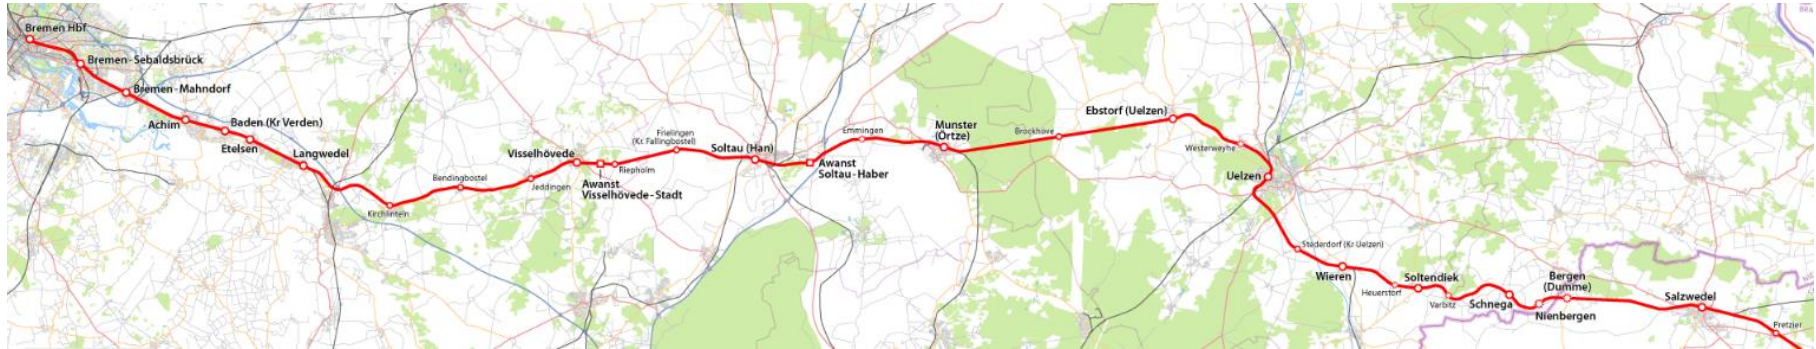 Bremen Hbf
Bremen-Sebaldsbrück
Bremen-Mahndorf
Achim
Baden (Kr Verden)
Etelsen
Langwedel
Kirchlinteln
Bendingbostel
Jeddingen
Visselhövede
Awanst
Visselhövede-Stadt
Riepholm
Frielingen
(Kr. Fallingbostel)
Soltau (Han)
Awanst
Soltau-Haber
Emmingen
Munster
(Örtze)
Brockhöve
Ebstorf (Uelzen)
Westerweyhe
Uelzen
Stederdorf (Kr Uelzen)
Wieren
Heuerstorf
Soltendiek
Varbitz
Schnega
Nienbergen
Bergen
(Dumme)
Salzwedel
Pretzier